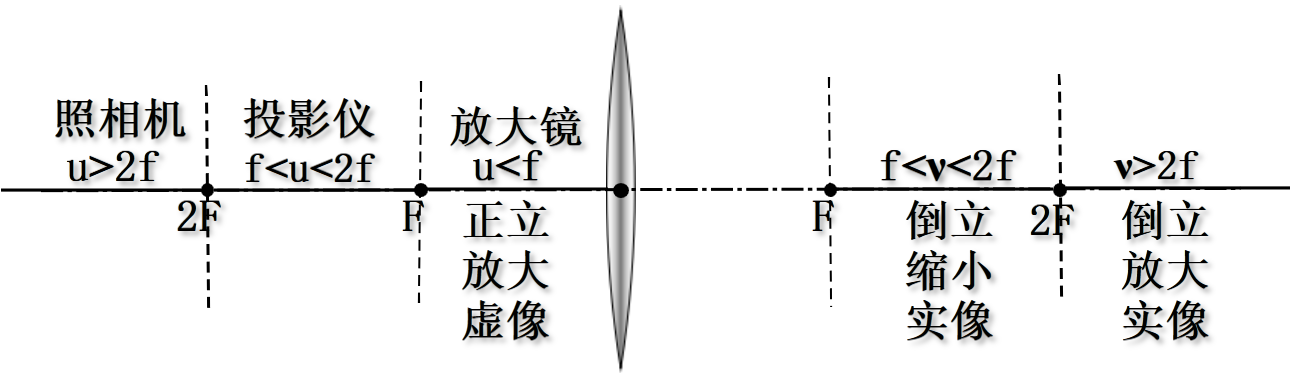 照相机
u>2f
2F
投影仪
f<u<2f
F
放大镜
u<f
正立
放大
虚像
F
f<v<2f
倒立
缩小
实像
2F
v>2f
倒立
放大
实像